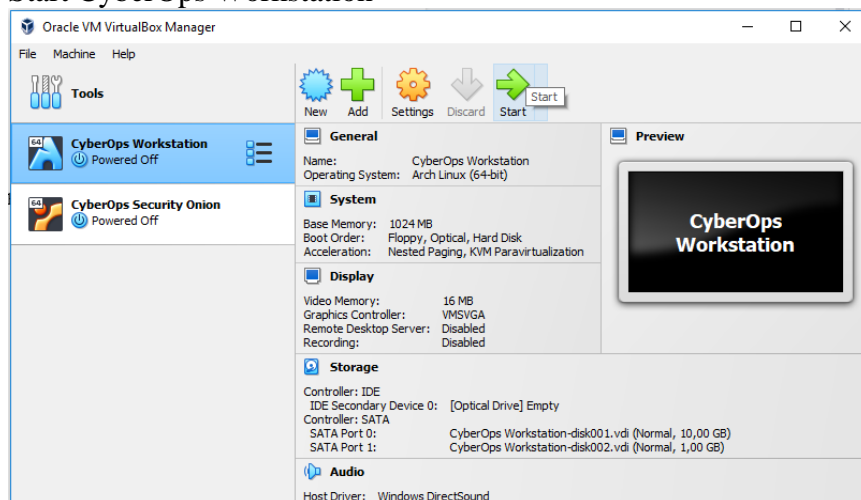 Start CyberOps Workstation
Oracle VM VirtualBox Manager
File Machine Help
Tools
New Add Settings Discard Start
Start
64
CyberOps Workstation
Powered Off
64
CyberOps Security Onion
Powered Off
General
Name: CyberOps Workstation
Operating System: Arch Linux (64-bit)
System
Base Memory: 1024 MB
Boot Order: Floppy, Optical, Hard Disk
Acceleration: Nested Paging, KVM Paravirtualization
Display
Video Memory: 16 MB
Graphics Controller: VMSVGA
Remote Desktop Server: Disabled
Recording: Disabled
Storage
Controller: IDE
IDE Secondary Device 0: [Optical Drive] Empty
Controller: SATA
SATA Port 0: CyberOps Workstation-disk001.vdi (Normal, 10,00 GB)
SATA Port 1: CyberOps Workstation-disk002.vdi (Normal, 1,00 GB)
Audio
Host Driver: Windows DirectSound
Preview
CyberOps
Workstation